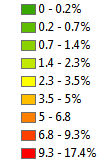 0 - 0.2%
0.2 - 0.7%
0.7 - 1.4%
1.4 - 2.3%
2.3 - 3.5%
3.5 - 5%
5 - 6.8
6.8 - 9.3%
9.3 - 17.4%